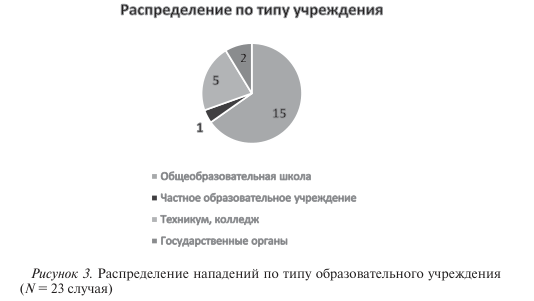 Распределение по типу учреждения
2
5
15
1
Общеобразовательная школа
Частное образовательное учреждение
Техникум, колледж
Государственные органы
Рисунок 3. Распределение нападений по типу образовательного учреждения
(N = 23 случая)